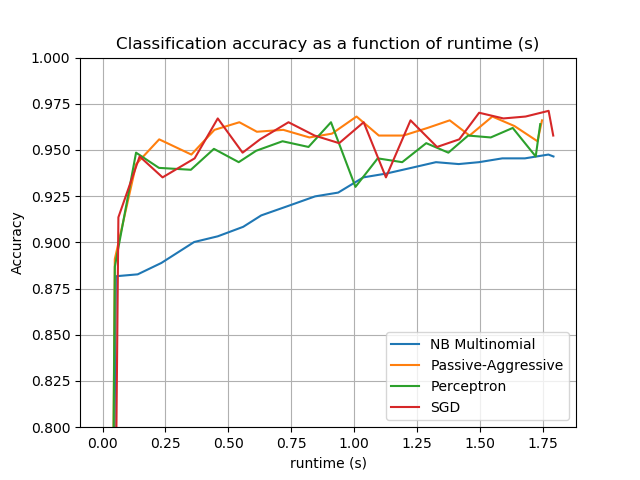 Classification accuracy as a function of runtime (s)
1.000
0.975
0.950
0.925
0.900
0.875
0.850
0.825
0.800
Accuracy
NB Multinomial
Passive-Aggressive
Perceptron
SGD
0.00 0.25 0.50 0.75 1.00 1.25 1.50 1.75
runtime (s)